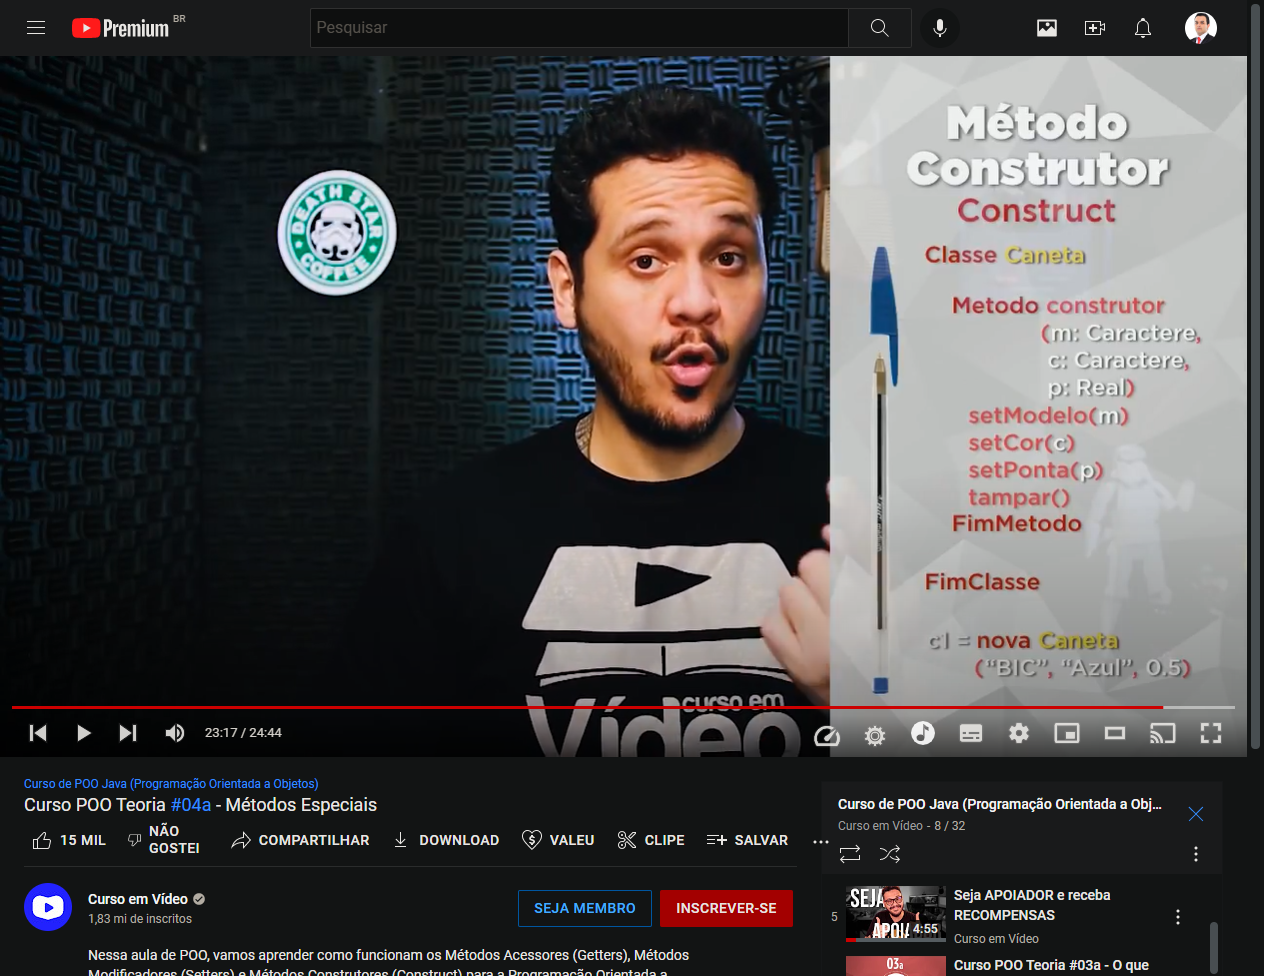 Premium BR
Pesquisar
DEATH STAR
COFFEE
Método
Construtor
Construct
Classe Caneta
Metodo construtor
(m: Caractere,
c: Caractere,
p: Real)
setModelo(m)
setCor(c)
setPonta(p)
tampar()
FimMetodo
FimClasse
c1 = nova Caneta
("BIC", "Azul", 0.5)
curso em
Vídeo
23:17 / 24:44
Curso de POO Java (Programação Orientada a Objetos)
Curso POO Teoria #04a - Métodos Especiais
15 MIL
NÃO
GOSTEI
COMPARTILHAR
DOWNLOAD
VALEU
CLIPE
SALVAR
Curso em Vídeo
1,83 mi de inscritos
SEJA MEMBRO
INSCREVER-SE
Nessa aula de POO, vamos aprender como funcionam os Métodos Acessores (Getters), Métodos
Modificadores (Setters) e Métodos Construtores (Construct) para a Programação Orientada a
Curso de POO Java (Programação Orientada a Obj...
Curso em Vídeo - 8 / 32
5
SEJA
APOI
4:55
Seja APOIADOR e receba
RECOMPENSAS
Curso em Vídeo
03a
Curso POO Teoria #03a - O que